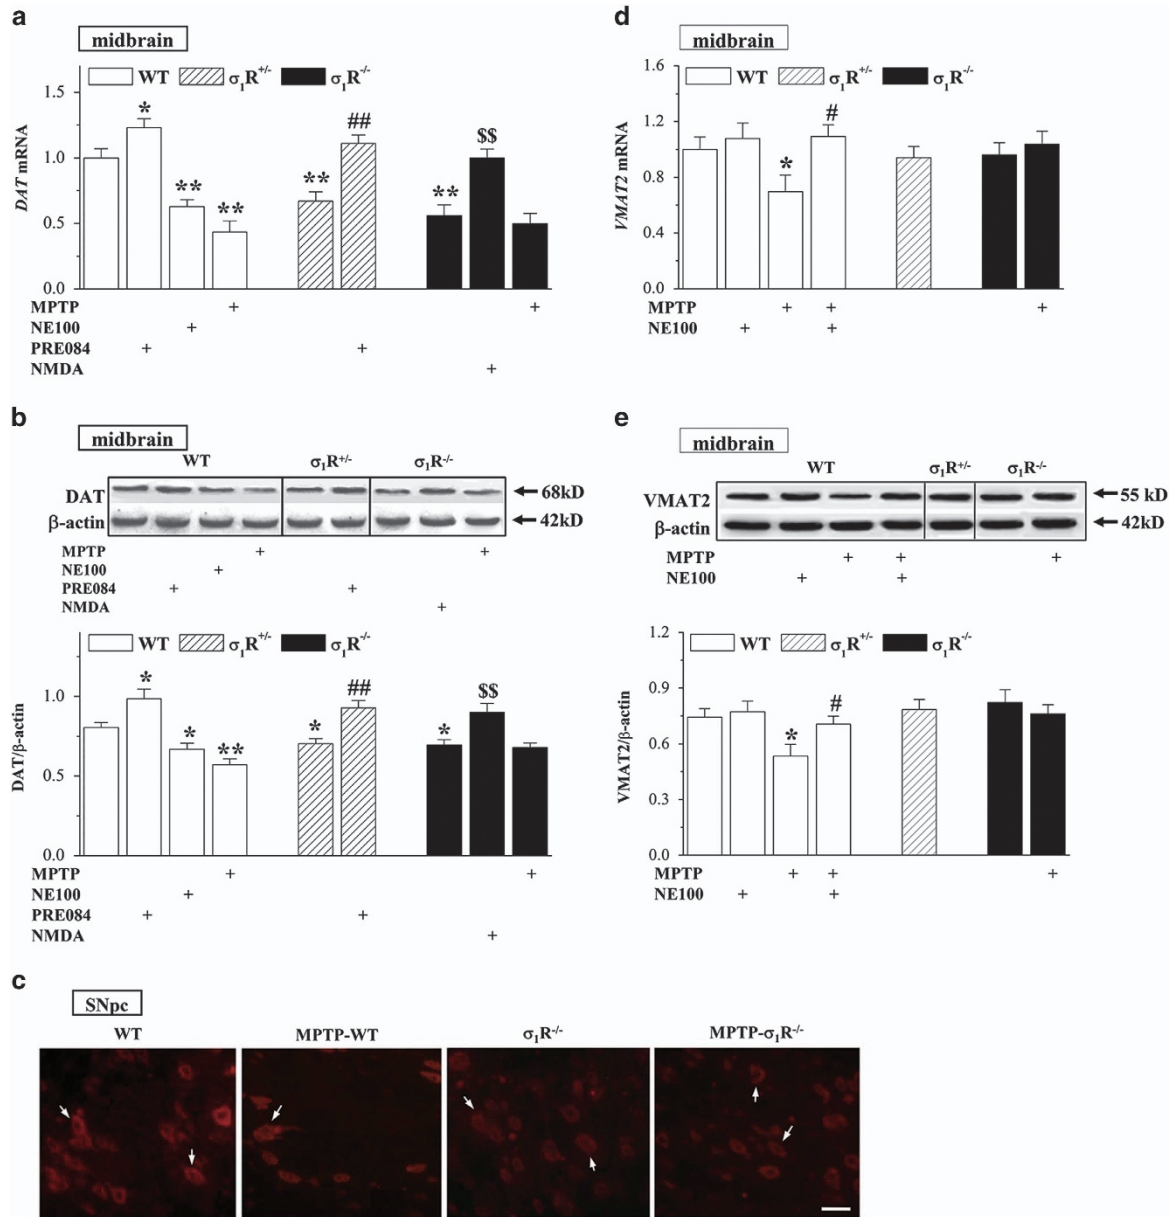 a
midbrain
WT σ₁R⁺/⁻ σ₁R⁻/⁻
1.5
1.0
0.5
0.0
DAT mRNA
* ** ** ** ## ** $$
MPTP + +
NE100 +
PRE084 + +
NMDA +
d
midbrain
WT σ₁R⁺/⁻ σ₁R⁻/⁻
1.6
1.2
0.8
0.4
0.0
VMAT2 mRNA
* #
MPTP + + +
NE100 + +
b
midbrain
WT σ₁R⁺/⁻ σ₁R⁻/⁻
DAT 68kD
β-actin 42kD
MPTP + +
NE100 +
PRE084 + +
NMDA +
WT σ₁R⁺/⁻ σ₁R⁻/⁻
1.0
0.5
0.0
DAT/β-actin
* * ** * ## * $$
MPTP + +
NE100 +
PRE084 + +
NMDA +
e
midbrain
WT σ₁R⁺/⁻ σ₁R⁻/⁻
VMAT2 55 kD
β-actin 42kD
MPTP + + +
NE100 + +
WT σ₁R⁺/⁻ σ₁R⁻/⁻
1.2
0.9
0.6
0.3
0.0
VMAT2/β-actin
* #
MPTP + + +
NE100 + +
c
SNpc
WT MPTP-WT σ₁R⁻/⁻ MPTP-σ₁R⁻/⁻